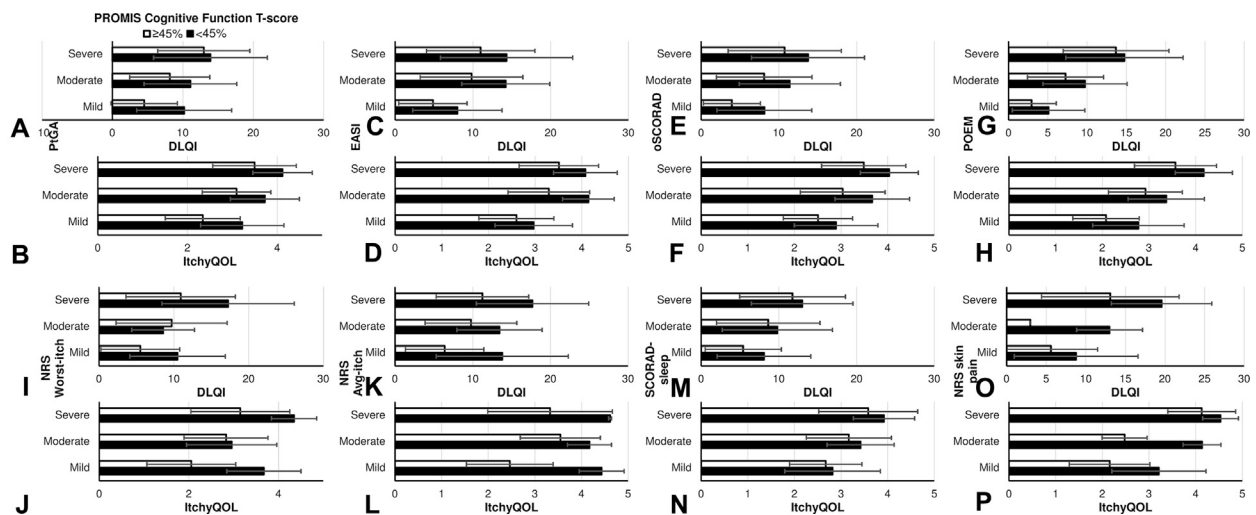 PROMIS Cognitive Function T-score
≥45% <45%
Severe
Moderate
Mild
10 0 10 20 30
A PtGA DLQI
Severe
Moderate
Mild
0 10 20 30
C EASI DLQI
Severe
Moderate
Mild
0 10 20 30
E oSCORAD DLQI
Severe
Moderate
Mild
0 5 10 15 20 25 30
G POEM DLQI
Severe
Moderate
Mild
0 2 4
B ItchyQOL
Severe
Moderate
Mild
0 1 2 3 4 5
D ItchyQOL
Severe
Moderate
Mild
0 1 2 3 4 5
F ItchyQOL
Severe
Moderate
Mild
0 1 2 3 4 5
H ItchyQOL
Severe
Moderate
Mild
0 10 20 30
I NRS Worst-itch DLQI
Severe
Moderate
Mild
0 10 20 30
K NRS Avg-itch DLQI
Severe
Moderate
Mild
0 10 20 30
M SCORAD-sleep DLQI
Severe
Moderate
Mild
0 5 10 15 20 25 30
O NRS skin pain DLQI
Severe
Moderate
Mild
0 2 4
J ItchyQOL
Severe
Moderate
Mild
0 1 2 3 4 5
L ItchyQOL
Severe
Moderate
Mild
0 1 2 3 4 5
N ItchyQOL
Severe
Moderate
Mild
0 1 2 3 4 5
P ItchyQOL